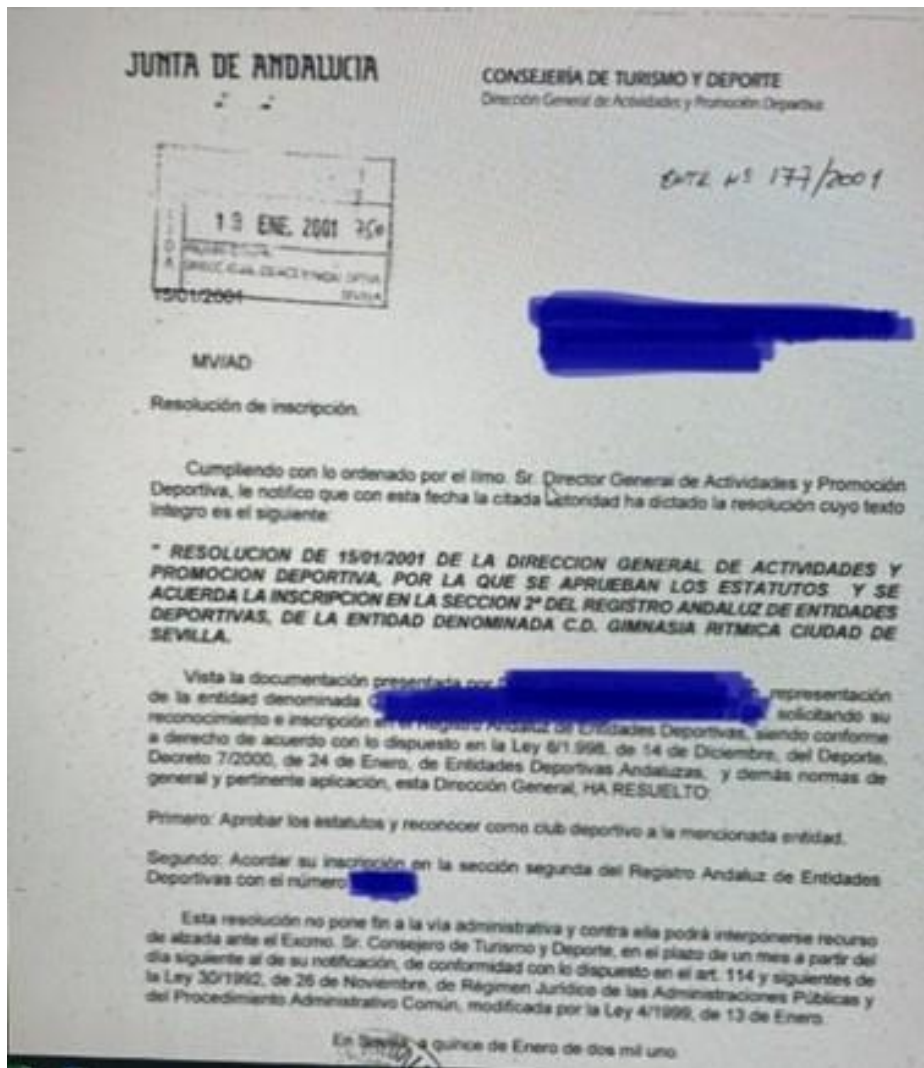 JUNTA DE ANDALUCIA
CONSEJERÍA DE TURISMO Y DEPORTE
Dirección General de Actividades y Promoción Deportiva
Nº 177/2001
ENE. 2001
15/01/2001
SEVILLA
MV/AD
Resolución de inscripción.
Cumpliendo con lo ordenado por el Ilmo. Sr. Director General de Actividades y Promoción
Deportiva, le notifico que con esta fecha la citada autoridad ha dictado la resolución cuyo texto
íntegro es el siguiente:
" RESOLUCION DE 15/01/2001 DE LA DIRECCION GENERAL DE ACTIVIDADES Y
PROMOCION DEPORTIVA, POR LA QUE SE APRUEBAN LOS ESTATUTOS Y SE
ACUERDA LA INSCRIPCION EN LA SECCION 2ª DEL REGISTRO ANDALUZ DE ENTIDADES
DEPORTIVAS, DE LA ENTIDAD DENOMINADA C.D. GIMNASIA RITMICA CIUDAD DE
SEVILLA.
Vista la documentación presentada por representación
de la entidad denominada solicitando su
reconocimiento e inscripción en el Registro Andaluz de Entidades Deportivas, siendo conforme
a derecho de acuerdo con lo dispuesto en la Ley 6/1.998, de 14 de Diciembre, del Deporte,
Decreto 7/2000, de 24 de Enero, de Entidades Deportivas Andaluzas, y demás normas de
general y pertinente aplicación, esta Dirección General, HA RESUELTO:
Primero: Aprobar los estatutos y reconocer como club deportivo a la mencionada entidad.
Segundo: Acordar su inscripción en la sección segunda del Registro Andaluz de Entidades
Deportivas con el número
Esta resolución no pone fin a la vía administrativa y contra ella podrá interponerse recurso
de alzada ante el Excmo. Sr. Consejero de Turismo y Deporte, en el plazo de un mes a partir del
día siguiente al de su notificación, de conformidad con lo dispuesto en el art. 114 y siguientes de
la Ley 30/1992, de 26 de Noviembre, de Régimen Jurídico de las Administraciones Públicas y
del Procedimiento Administrativo Común, modificada por la Ley 4/1999, de 13 de Enero.
En Sevilla, a quince de Enero de dos mil uno